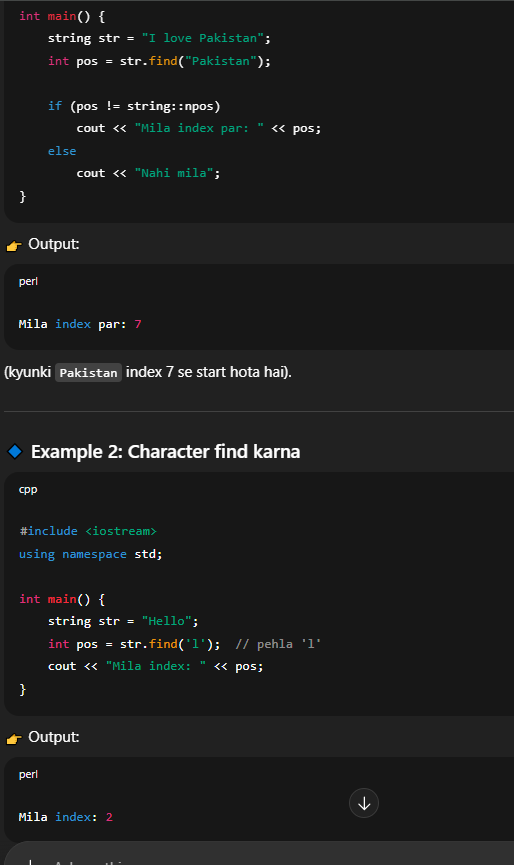 int main() {
    string str = "I love Pakistan";
    int pos = str.find("Pakistan");
    if (pos != string::npos)
        cout << "Mila index par: " << pos;
    else
        cout << "Nahi mila";
}
👉 Output:
perl
Mila index par: 7
(kyunki Pakistan index 7 se start hota hai).
🔹 Example 2: Character find karna
cpp
#include <iostream>
using namespace std;
int main() {
    string str = "Hello";
    int pos = str.find('l');  // pehla 'l'
    cout << "Mila index: " << pos;
}
👉 Output:
perl
Mila index: 2